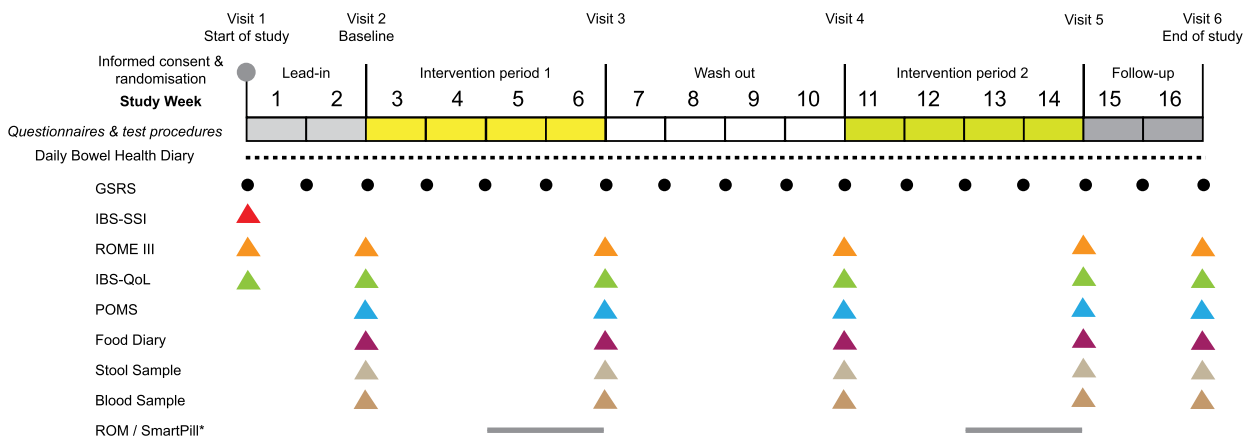 Visit 1
Start of study
Visit 2
Baseline
Visit 3
Visit 4
Visit 5
Visit 6
End of study
Informed consent &
randomisation
Lead-in
Intervention period 1
Wash out
Intervention period 2
Follow-up
Study Week
1 2 3 4 5 6 7 8 9 10 11 12 13 14 15 16
Questionnaires & test procedures
Daily Bowel Health Diary
GSRS
IBS-SSI
ROME III
IBS-QoL
POMS
Food Diary
Stool Sample
Blood Sample
ROM / SmartPill*